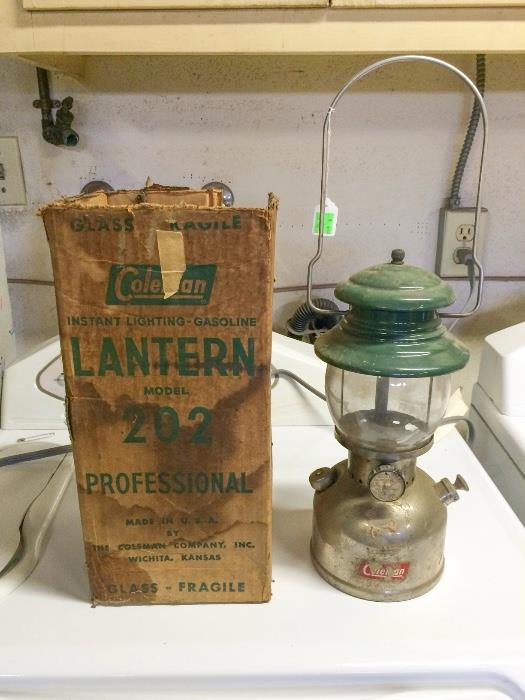 GLASS - FRAGILE
Coleman
INSTANT LIGHTING-GASOLINE
LANTERN
MODEL
202
PROFESSIONAL
MADE IN U.S.A.
BY
THE COLEMAN COMPANY, INC.
WICHITA, KANSAS
GLASS - FRAGILE
Coleman